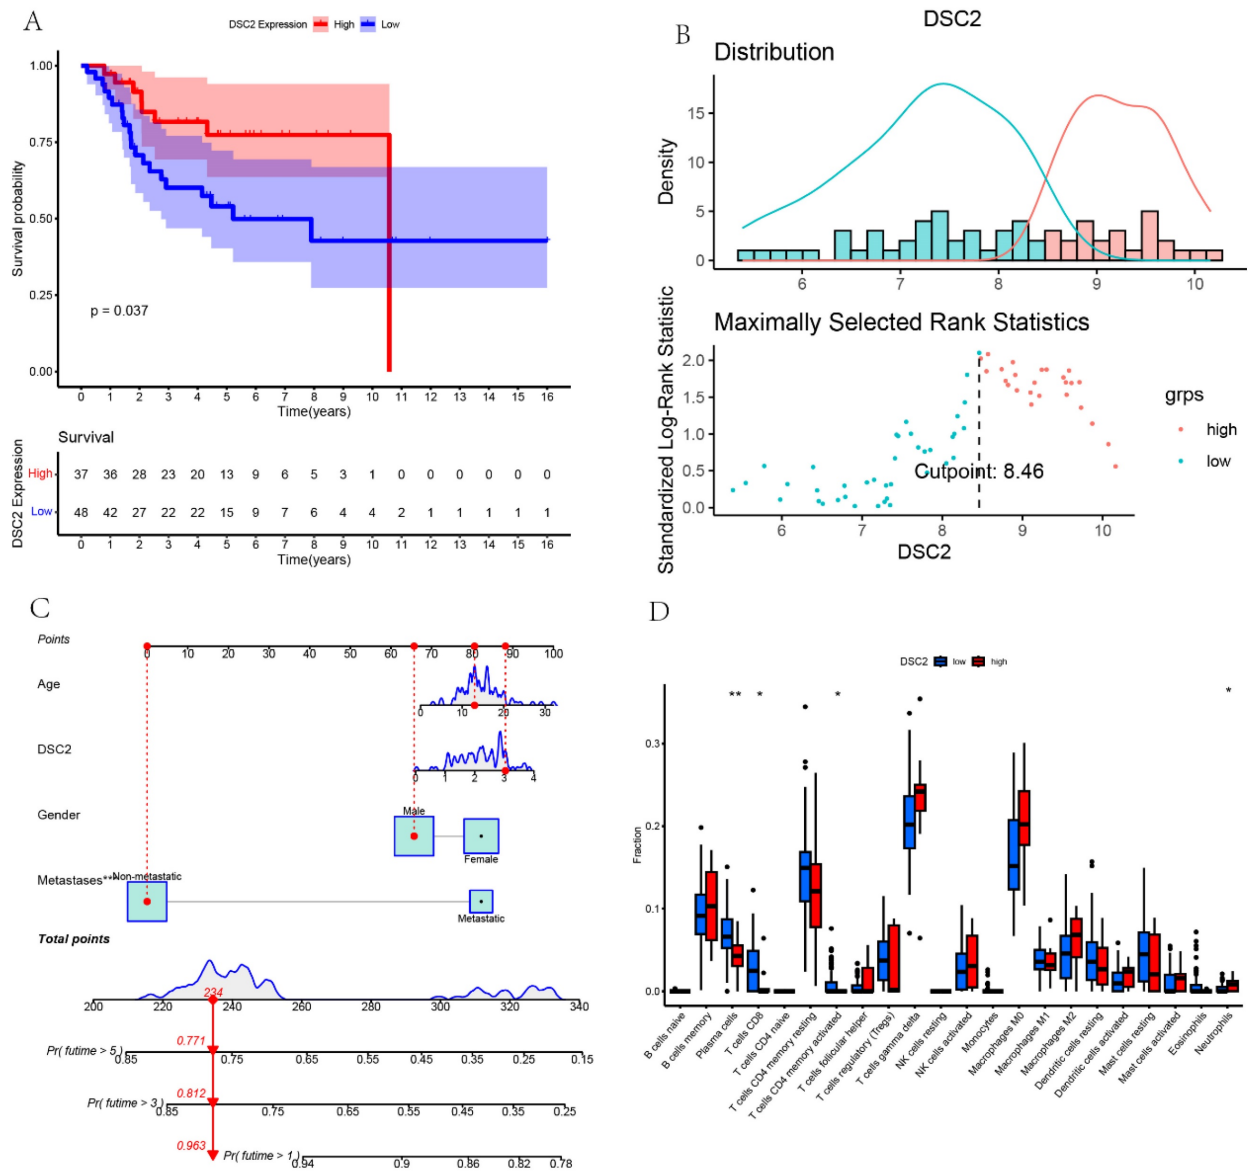 A
DSC2 Expression High Low
Survival probability
1.00
0.75
0.50
0.25
0.00
p = 0.037
0 1 2 3 4 5 6 7 8 9 10 11 12 13 14 15 16
Time(years)
Survival
DSC2 Expression
High 37 36 28 23 20 13 9 6 5 3 1 0 0 0 0 0 0
Low 48 42 27 22 22 15 9 7 6 4 4 2 1 1 1 1 1
0 1 2 3 4 5 6 7 8 9 10 11 12 13 14 15 16
Time(years)
B
DSC2
Distribution
Density
15
10
5
0
6 7 8 9 10
Maximally Selected Rank Statistics
Standardized Log-Rank Statistic
2.0
1.5
1.0
0.5
0.0
Cutpoint: 8.46
6 7 8 9 10
DSC2
grps
high
low
C
Points
0 10 20 30 40 50 60 70 80 90 100
Age
0 10 20 30
DSC2
0 1 2 3 4
Gender
Male
Female
Metastases***
Non-metastatic
Metastatic
Total points
200 220 240 260 280 300 320 340
234
0.771
Pr( futime > 5 )
0.85 0.75 0.65 0.55 0.45 0.35 0.25 0.15
0.812
Pr( futime > 3 )
0.85 0.75 0.65 0.55 0.45 0.35 0.25
0.963
Pr( futime > 1 )
0.94 0.9 0.86 0.82 0.78
D
DSC2 low high
** * * *
Fraction
0.3
0.2
0.1
0.0
B cells naive
B cells memory
Plasma cells
T cells CD8
T cells CD4 naive
T cells CD4 memory resting
T cells CD4 memory activated
T cells follicular helper
T cells regulatory (Tregs)
T cells gamma delta
NK cells resting
NK cells activated
Monocytes
Macrophages M0
Macrophages M1
Macrophages M2
Dendritic cells resting
Dendritic cells activated
Mast cells resting
Mast cells activated
Eosinophils
Neutrophils